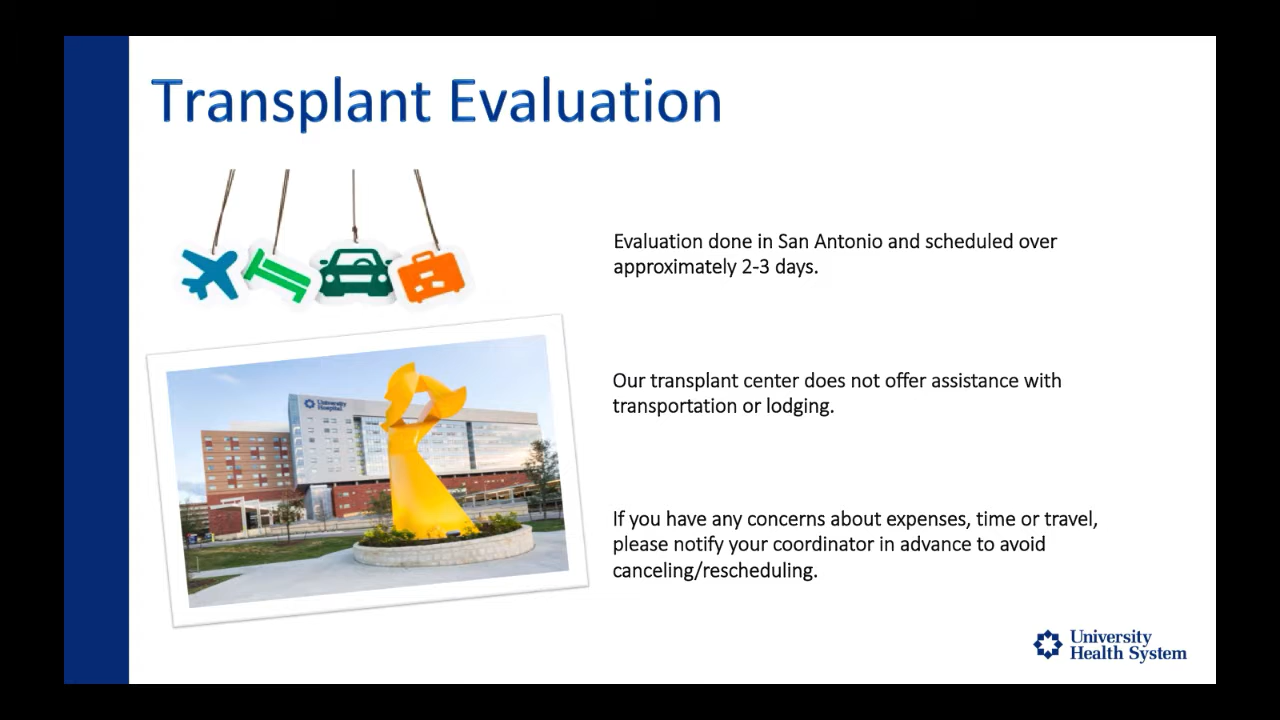 Transplant Evaluation
Evaluation done in San Antonio and scheduled over
approximately 2-3 days.
Our transplant center does not offer assistance with
transportation or lodging.
University
Hospital
If you have any concerns about expenses, time or travel,
please notify your coordinator in advance to avoid
canceling/rescheduling.
University
Health System